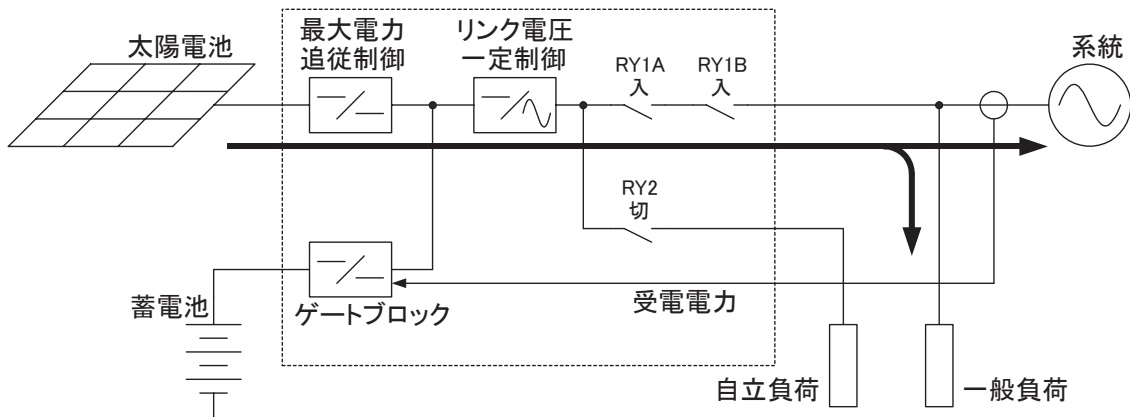 太陽電池
最大電力
追従制御
リンク電圧
一定制御
RY1A
入
RY1B
入
系統
RY2
切
蓄電池
ゲートブロック
受電電力
自立負荷
一般負荷